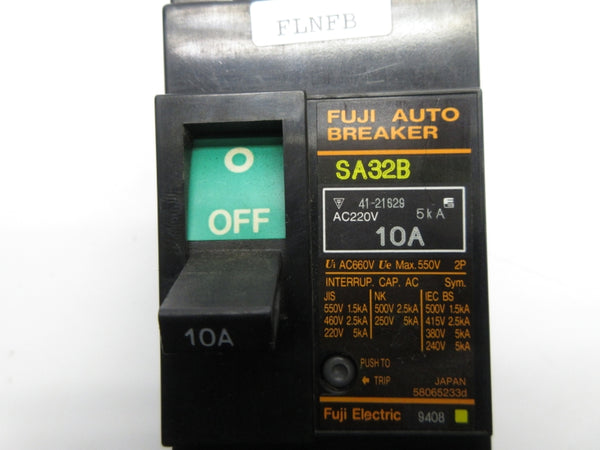 FLNFB
O
OFF
10A
FUJI AUTO
BREAKER
SA32B
41-21829
AC220V 5kA
10A
Ui AC660V Ue Max. 550V 2P
INTERRUP. CAP. AC Sym.
JIS NK IEC BS
550V 1.5kA 500V 2.5kA 500V 1.5kA
460V 2.5kA 250V 5kA 415V 2.5kA
220V 5kA 380V 5kA
240V 5kA
PUSH TO
TRIP
JAPAN
58065233d
Fuji Electric 9408